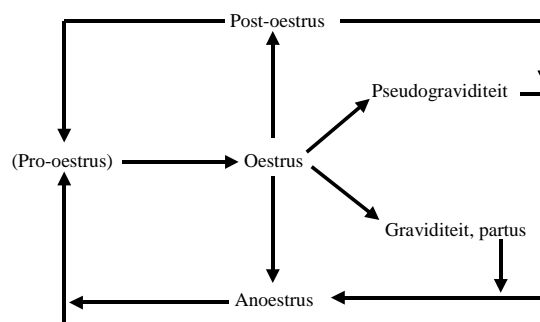 Post-oestrus
Pseudograviditeit
(Pro-oestrus)
Oestrus
Graviditeit, partus
Anoestrus